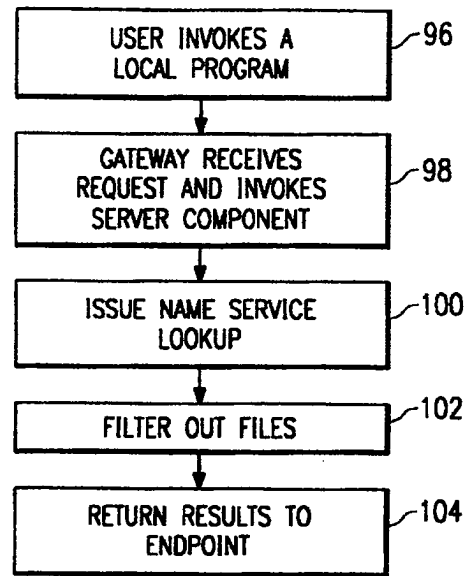 USER INVOKES A
LOCAL PROGRAM
96
GATEWAY RECEIVES
REQUEST AND INVOKES
SERVER COMPONENT
98
ISSUE NAME SERVICE
LOOKUP
100
FILTER OUT FILES
102
RETURN RESULTS TO
ENDPOINT
104